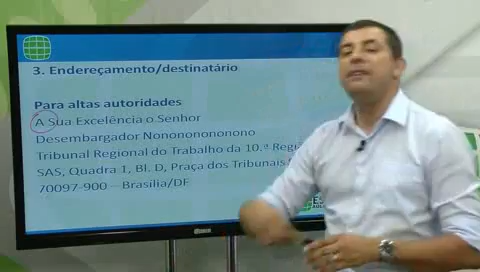 3. Endereçamento/destinatário
Para altas autoridades
A Sua Excelência o Senhor
Desembargador Nononononononono
Tribunal Regional do Trabalho da 10.ª
SAS, Quadra 1, Bl. D, Praça dos Tribunais
70097-900 – Brasília/DF